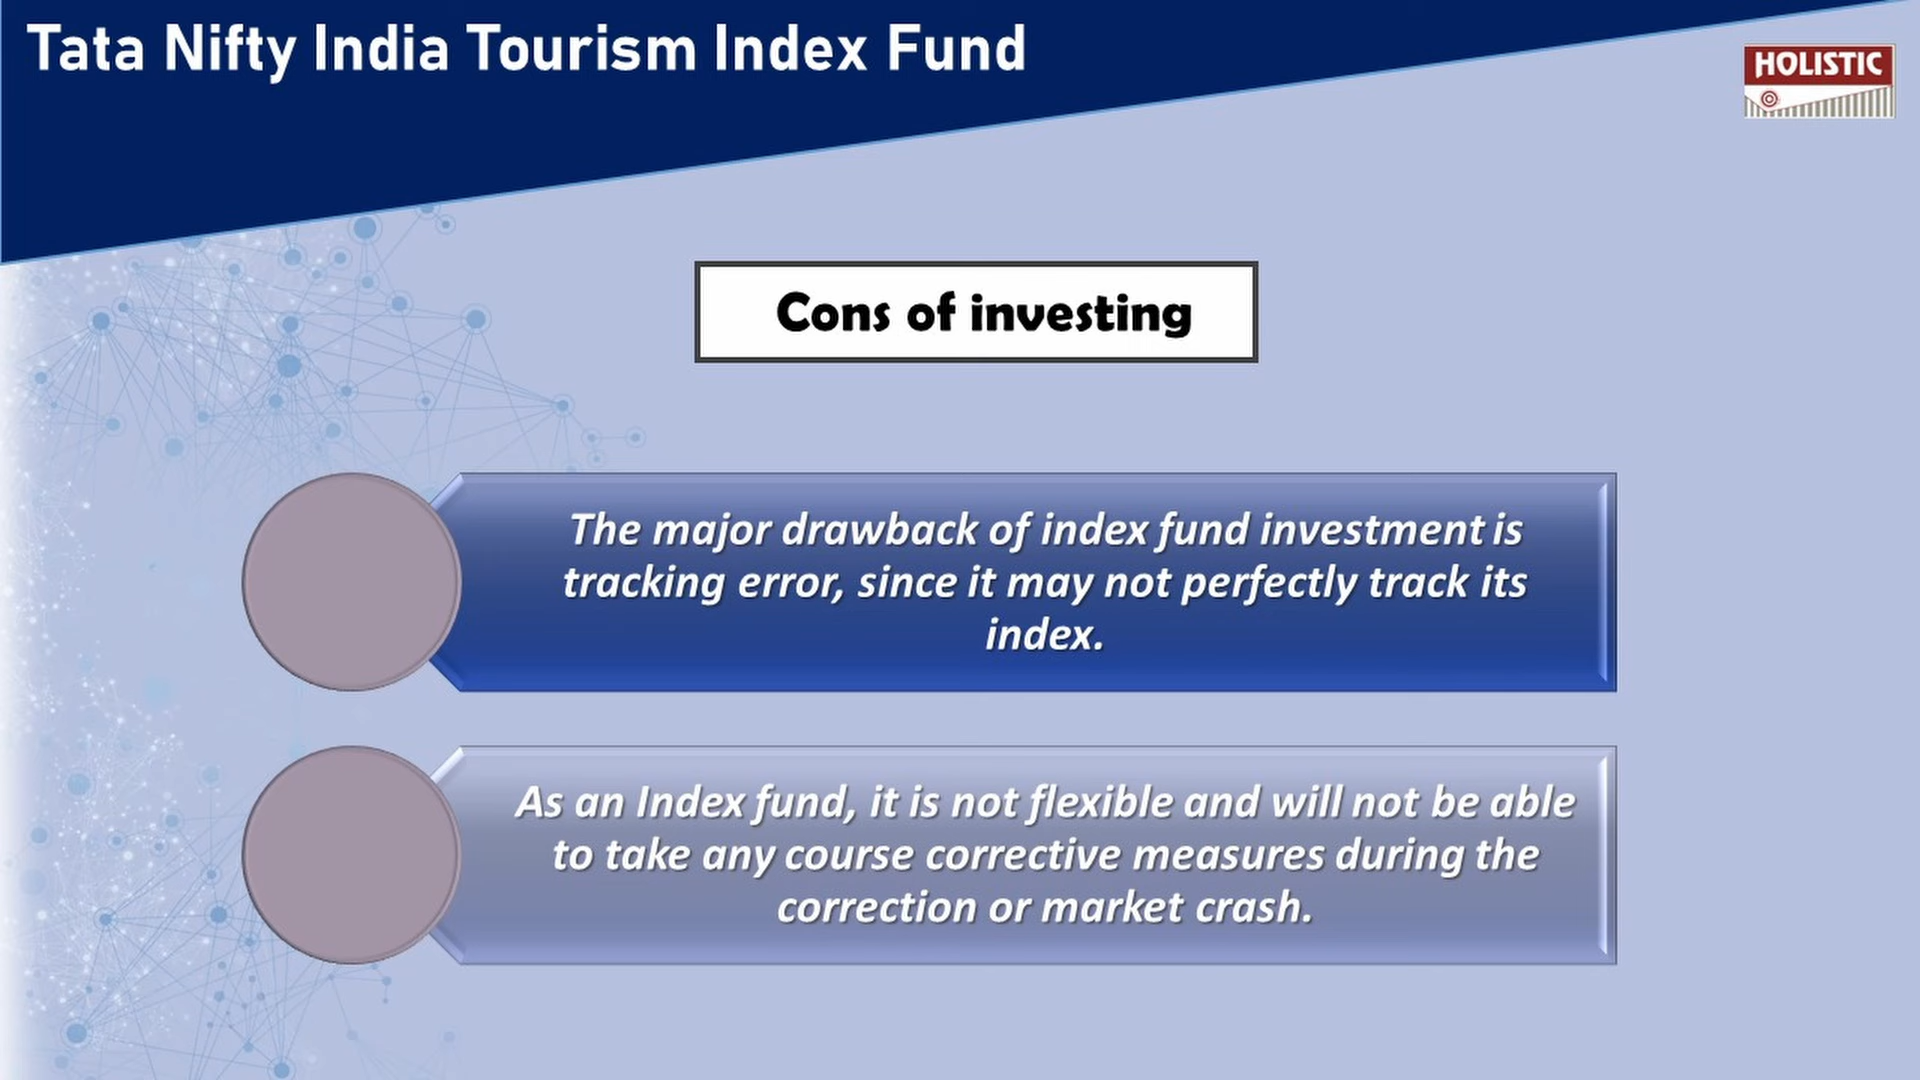 Tata Nifty India Tourism Index Fund
HOLISTIC
Cons of investing
The major drawback of index fund investment is
tracking error, since it may not perfectly track its
index.
As an Index fund, it is not flexible and will not be able
to take any course corrective measures during the
correction or market crash.